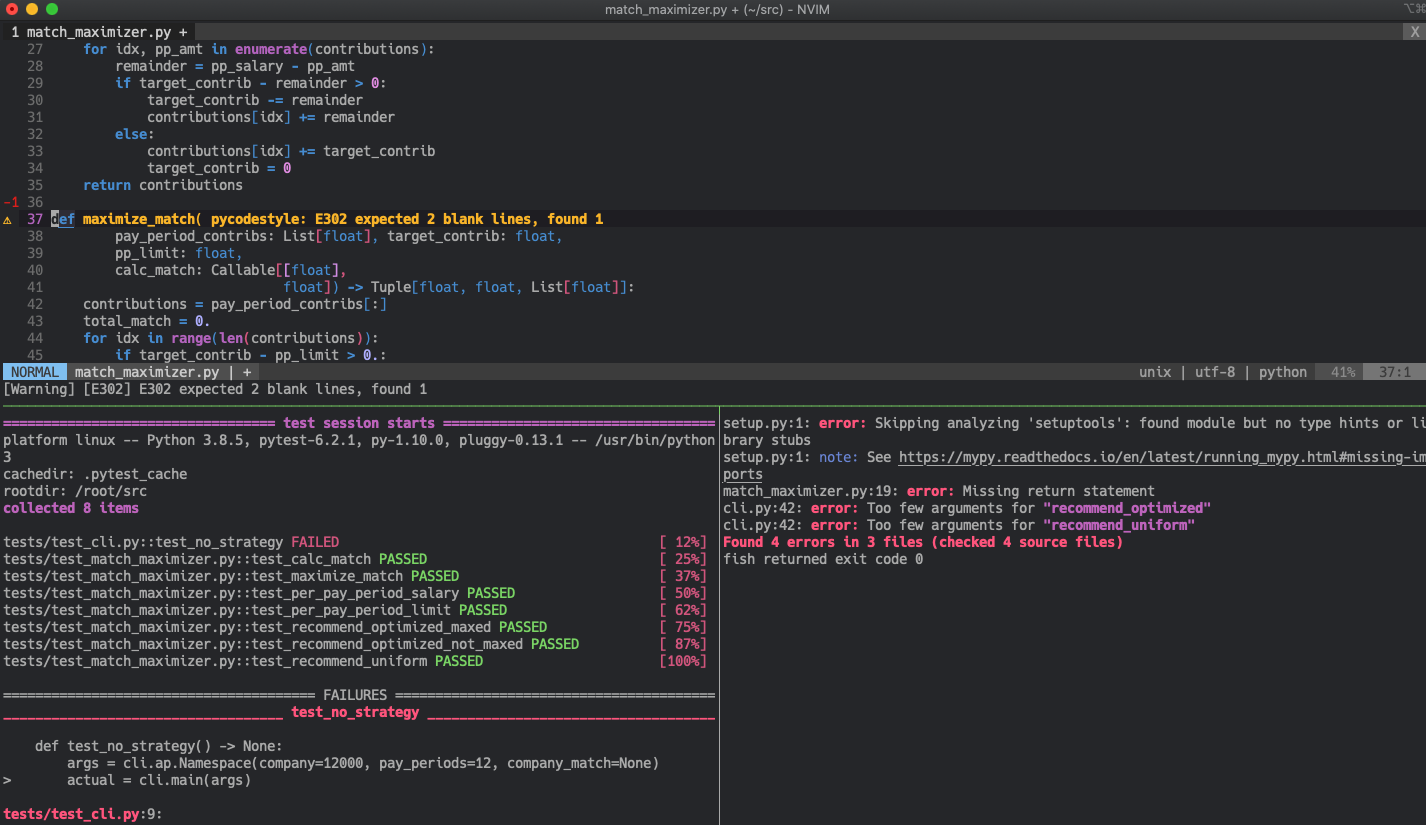 match_maximizer.py + (~/src) - NVIM
⌥⌘
1 match_maximizer.py + X
27 for idx, pp_amt in enumerate(contributions):
28 remainder = pp_salary - pp_amt
29 if target_contrib - remainder > 0:
30 target_contrib -= remainder
31 contributions[idx] += remainder
32 else:
33 contributions[idx] += target_contrib
34 target_contrib = 0
35 return contributions
-1 36
⚠ 37 def maximize_match( pycodestyle: E302 expected 2 blank lines, found 1
38 pay_period_contribs: List[float], target_contrib: float,
39 pp_limit: float,
40 calc_match: Callable[[float],
41 float]) -> Tuple[float, float, List[float]]:
42 contributions = pay_period_contribs[:]
43 total_match = 0.
44 for idx in range(len(contributions)):
45 if target_contrib - pp_limit > 0.:
NORMAL match_maximizer.py | + unix | utf-8 | python 41% 37:1
[Warning] [E302] E302 expected 2 blank lines, found 1
================================== test session starts ==================================
platform linux -- Python 3.8.5, pytest-6.2.1, py-1.10.0, pluggy-0.13.1 -- /usr/bin/python
3
cachedir: .pytest_cache
rootdir: /root/src
collected 8 items
tests/test_cli.py::test_no_strategy FAILED [ 12%]
tests/test_match_maximizer.py::test_calc_match PASSED [ 25%]
tests/test_match_maximizer.py::test_maximize_match PASSED [ 37%]
tests/test_match_maximizer.py::test_per_pay_period_salary PASSED [ 50%]
tests/test_match_maximizer.py::test_per_pay_period_limit PASSED [ 62%]
tests/test_match_maximizer.py::test_recommend_optimized_maxed PASSED [ 75%]
tests/test_match_maximizer.py::test_recommend_optimized_not_maxed PASSED [ 87%]
tests/test_match_maximizer.py::test_recommend_uniform PASSED [100%]
======================================= FAILURES ========================================
___________________________________ test_no_strategy ____________________________________
def test_no_strategy() -> None:
args = cli.ap.Namespace(company=12000, pay_periods=12, company_match=None)
> actual = cli.main(args)
tests/test_cli.py:9:
setup.py:1: error: Skipping analyzing 'setuptools': found module but no type hints or li
brary stubs
setup.py:1: note: See https://mypy.readthedocs.io/en/latest/running_mypy.html#missing-im
ports
match_maximizer.py:19: error: Missing return statement
cli.py:42: error: Too few arguments for "recommend_optimized"
cli.py:42: error: Too few arguments for "recommend_uniform"
Found 4 errors in 3 files (checked 4 source files)
fish returned exit code 0